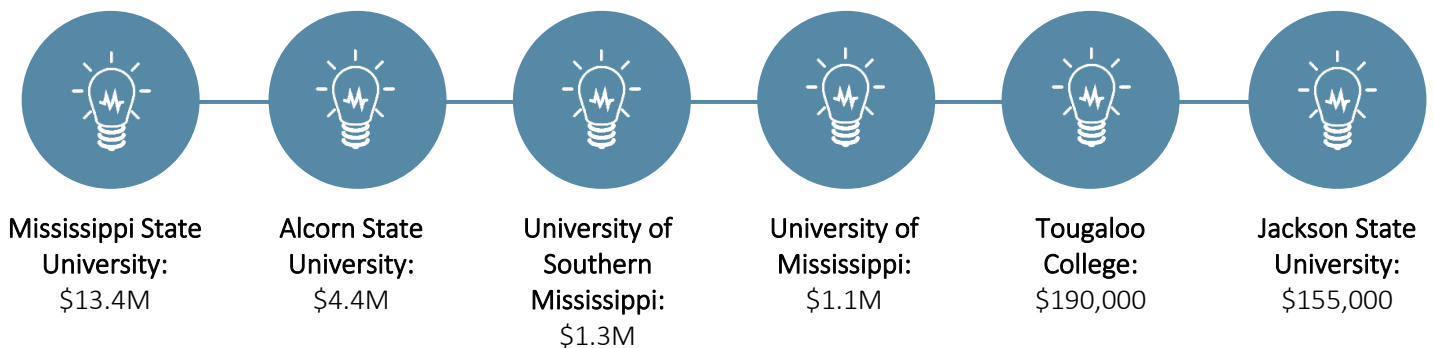 Mississippi State
University:
$13.4M
Alcorn State
University:
$4.4M
University of
Southern
Mississippi:
$1.3M
University of
Mississippi:
$1.1M
Tougaloo
College:
$190,000
Jackson State
University:
$155,000